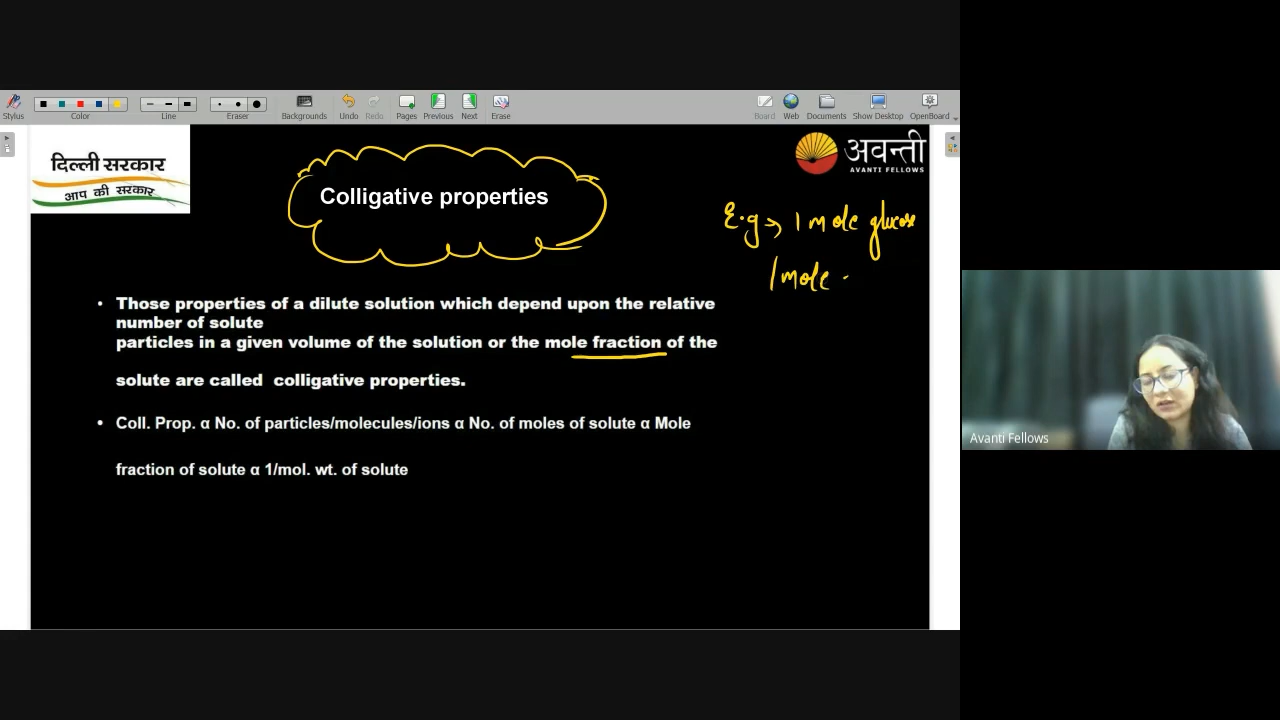 Stylus
Color
Line
Eraser
Backgrounds
Undo
Redo
Pages
Previous
Next
Erase
Board
Web
Documents
Show Desktop
OpenBoard
दिल्ली सरकार
आप की सरकार
Colligative properties
अवन्ती
AVANTI FELLOWS
E.g → 1 mole glucose
1 mole
• Those properties of a dilute solution which depend upon the relative
number of solute
particles in a given volume of the solution or the mole fraction of the
solute are called colligative properties.
• Coll. Prop. α No. of particles/molecules/ions α No. of moles of solute α Mole
fraction of solute α 1/mol. wt. of solute
Avanti Fellows